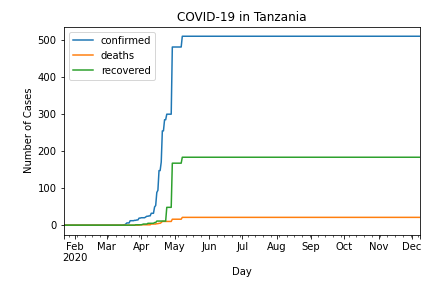 COVID-19 in Tanzania
confirmed
deaths
recovered
Number of Cases
500
400
300
200
100
0
Feb Mar Apr May Jun Jul Aug Sep Oct Nov Dec
2020
Day